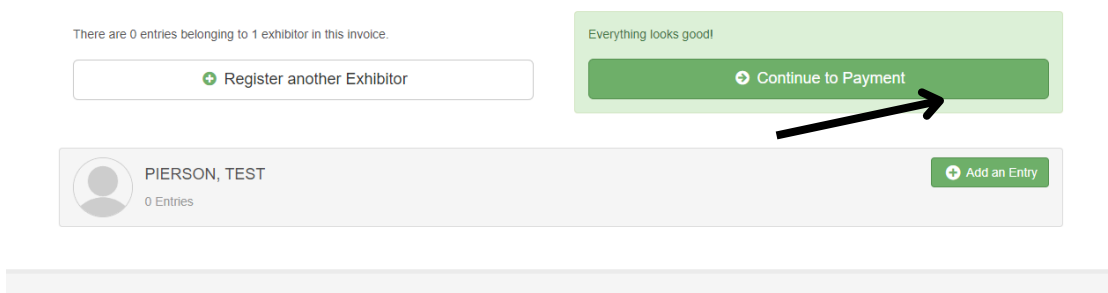 There are 0 entries belonging to 1 exhibitor in this invoice.
Register another Exhibitor
Everything looks good!
Continue to Payment
PIERSON, TEST
0 Entries
Add an Entry